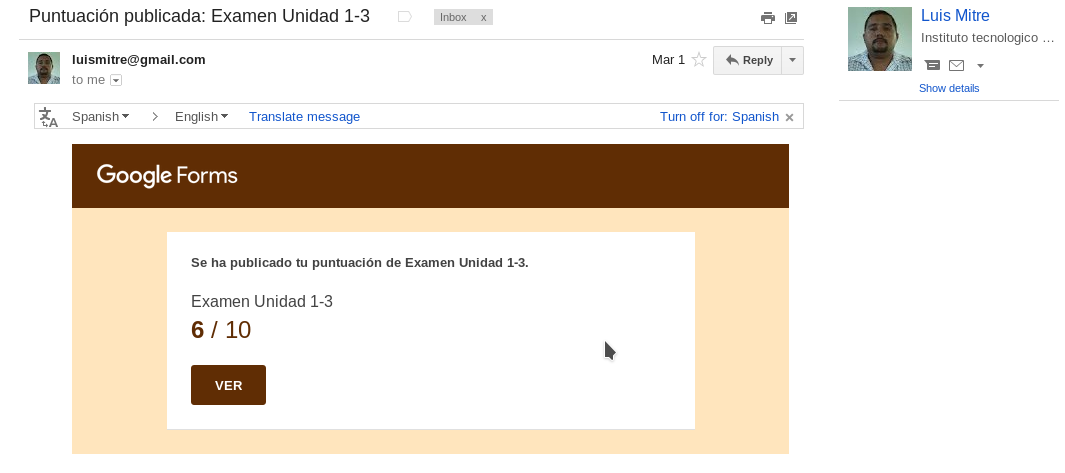 Puntuación publicada: Examen Unidad 1-3
Inbox x
luismitre@gmail.com
Mar 1
Reply
to me
Spanish
English
Translate message
Turn off for: Spanish
Google Forms
Se ha publicado tu puntuación de Examen Unidad 1-3.
Examen Unidad 1-3
6 / 10
VER
Luis Mitre
Instituto tecnologico …
Show details